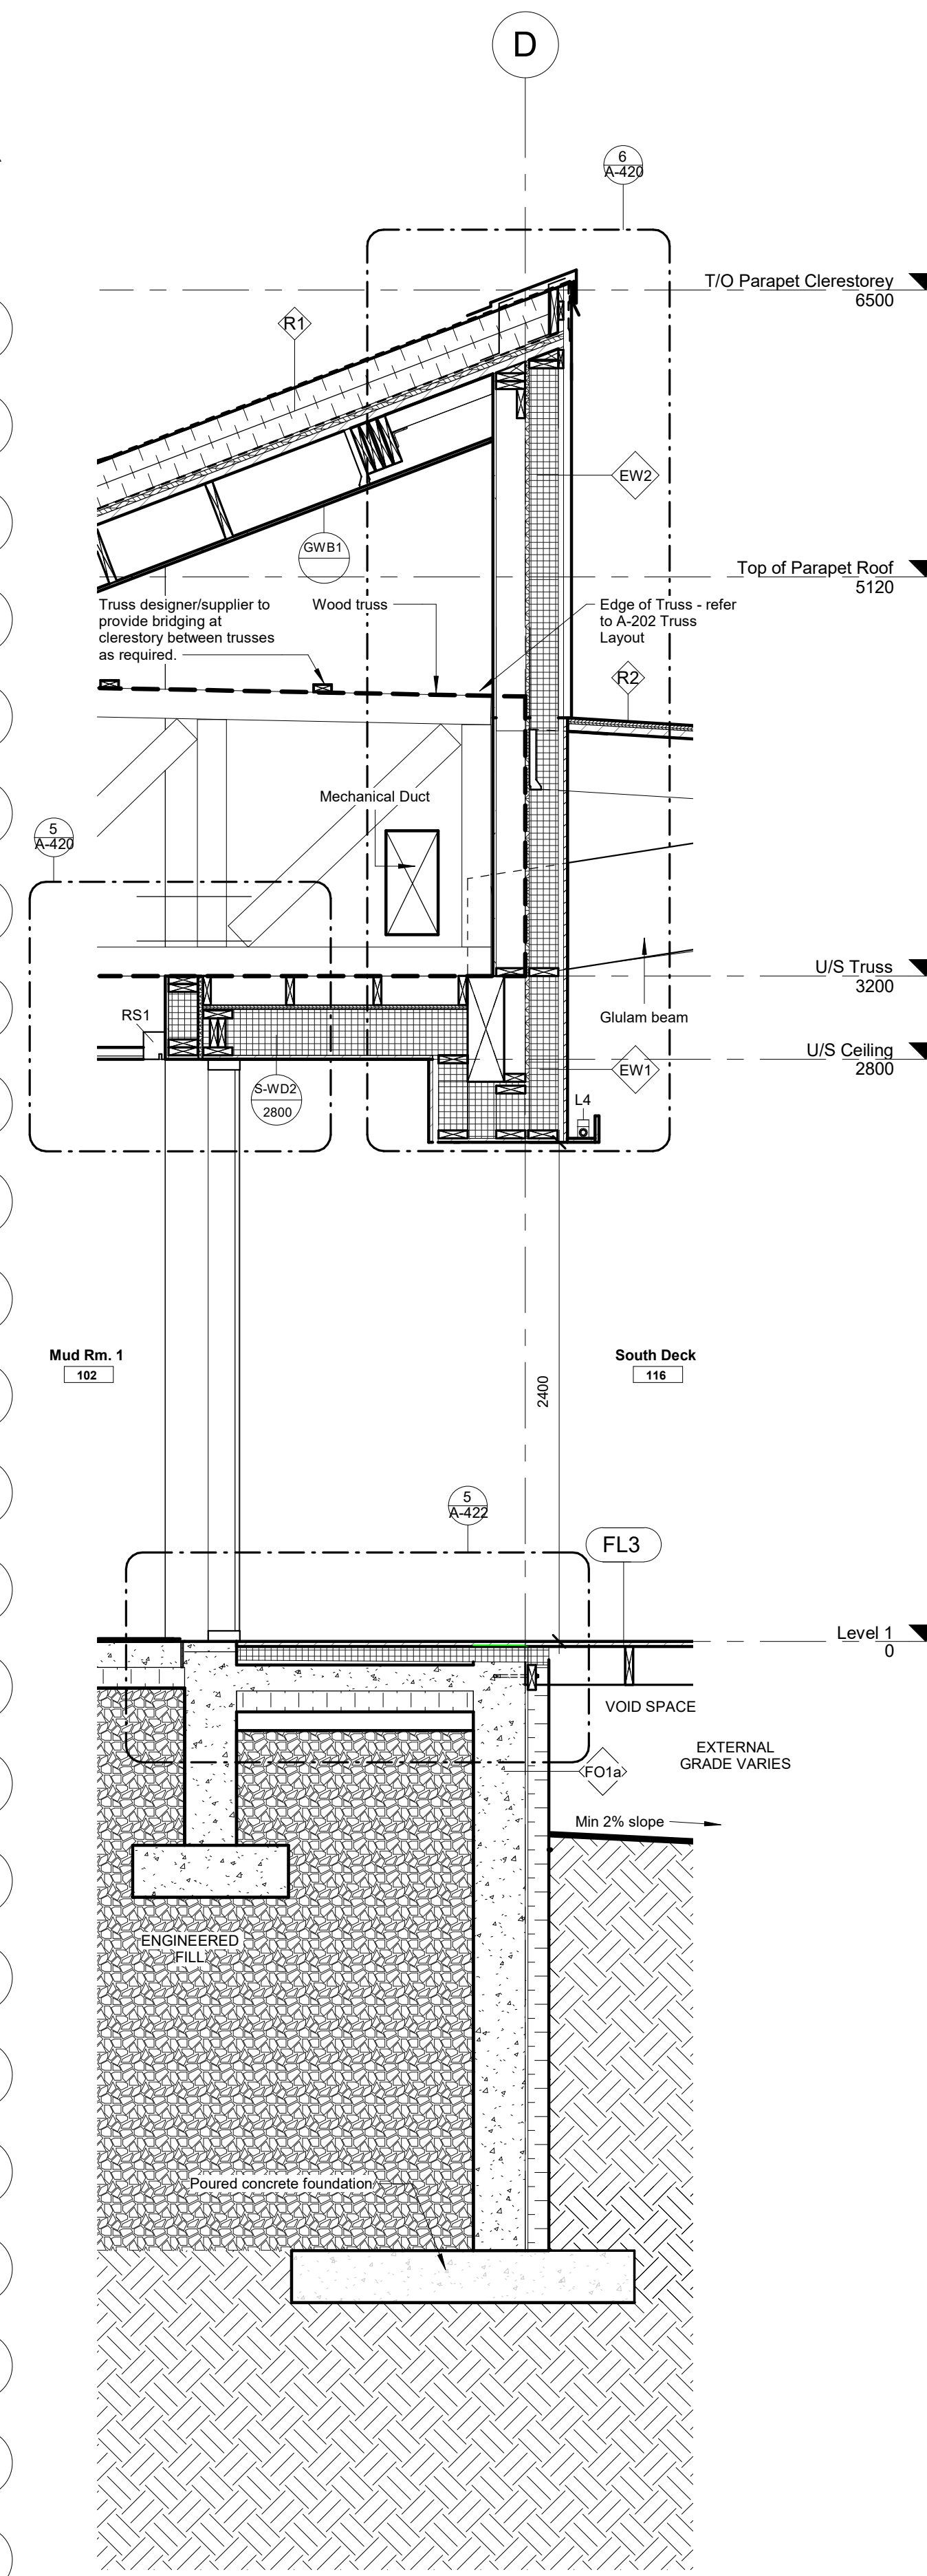 D
6
A-420
T/O Parapet Clerestorey
6500
R1
EW2
GWB1
Top of Parapet Roof
5120
Truss designer/supplier to
provide bridging at
clerestory between trusses
as required.
Wood truss
Edge of Truss - refer
to A-202 Truss
Layout
R2
Mechanical Duct
5
A-420
U/S Truss
3200
RS1
Glulam beam
U/S Ceiling
2800
EW1
S-WD2
2800
L4
Mud Rm. 1
102
South Deck
116
2400
5
A-422
FL3
Level 1
0
VOID SPACE
EXTERNAL
GRADE VARIES
FO1a
Min 2% slope
ENGINEERED
FILL
Poured concrete foundation